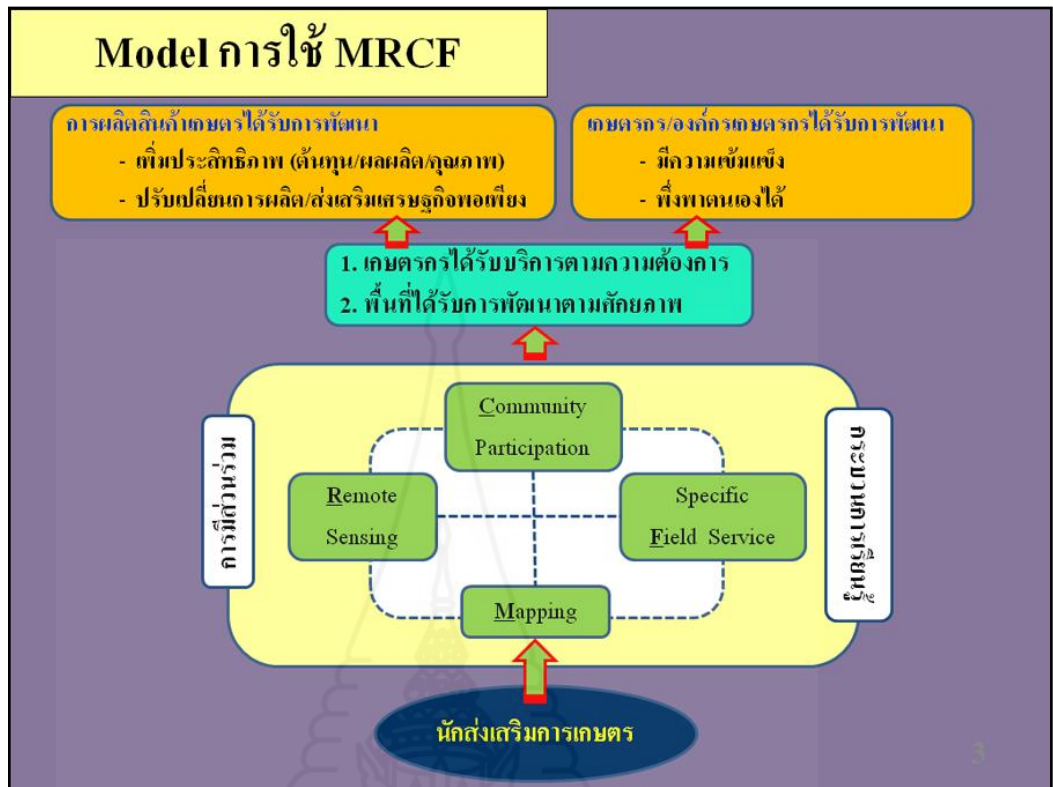 Model การใช้ MRCF
การผลิตสินค้าเกษตรได้รับการพัฒนา
- เพิ่มประสิทธิภาพ (ต้นทุน/ผลผลิต/คุณภาพ)
- ปรับเปลี่ยนการผลิต/ส่งเสริมเศรษฐกิจพอเพียง
เกษตรกร/องค์กรเกษตรกรได้รับการพัฒนา
- มีความเข้มแข็ง
- พึ่งพาตนเองได้
1. เกษตรกรได้รับบริการตามความต้องการ
2. พื้นที่ได้รับการพัฒนาตามศักยภาพ
การมีส่วนร่วม
Community
Participation
Remote
Sensing
Specific
Field Service
Mapping
กระบวนการเรียนรู้
นักส่งเสริมการเกษตร
3